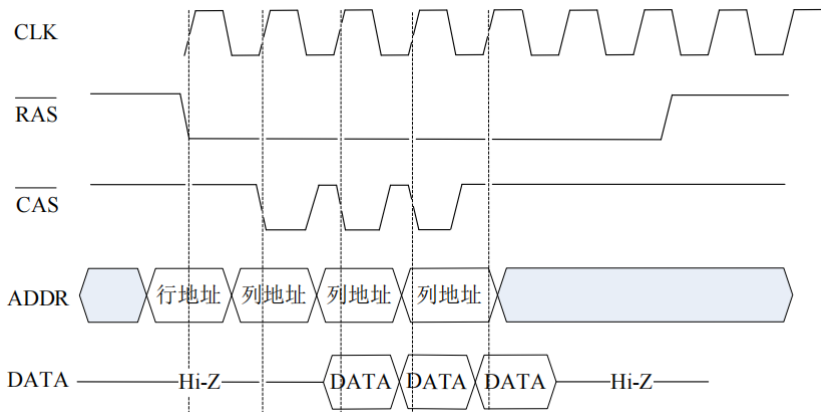 CLK
RAS
CAS
ADDR 行地址 列地址 列地址 列地址
DATA Hi-Z DATA DATA DATA Hi-Z